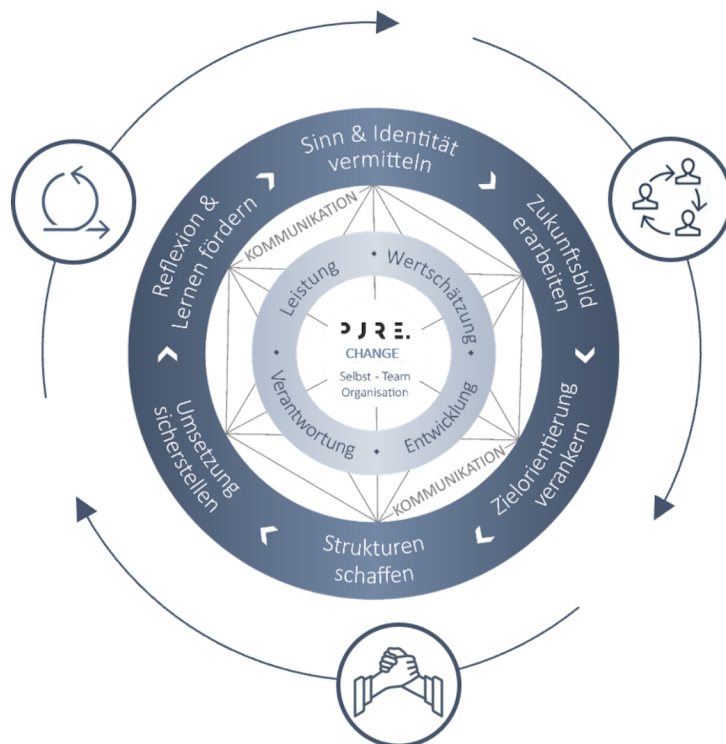 Sinn & Identität
vermitteln
Zukunftsbild
erarbeiten
Zielorientierung
verankern
Strukturen
schaffen
Umsetzung
sicherstellen
Reflexion &
Lernen fördern
KOMMUNIKATION
KOMMUNIKATION
Leistung
Wertschätzung
Entwicklung
Verantwortung
PURE.
CHANGE
Selbst - Team
Organisation